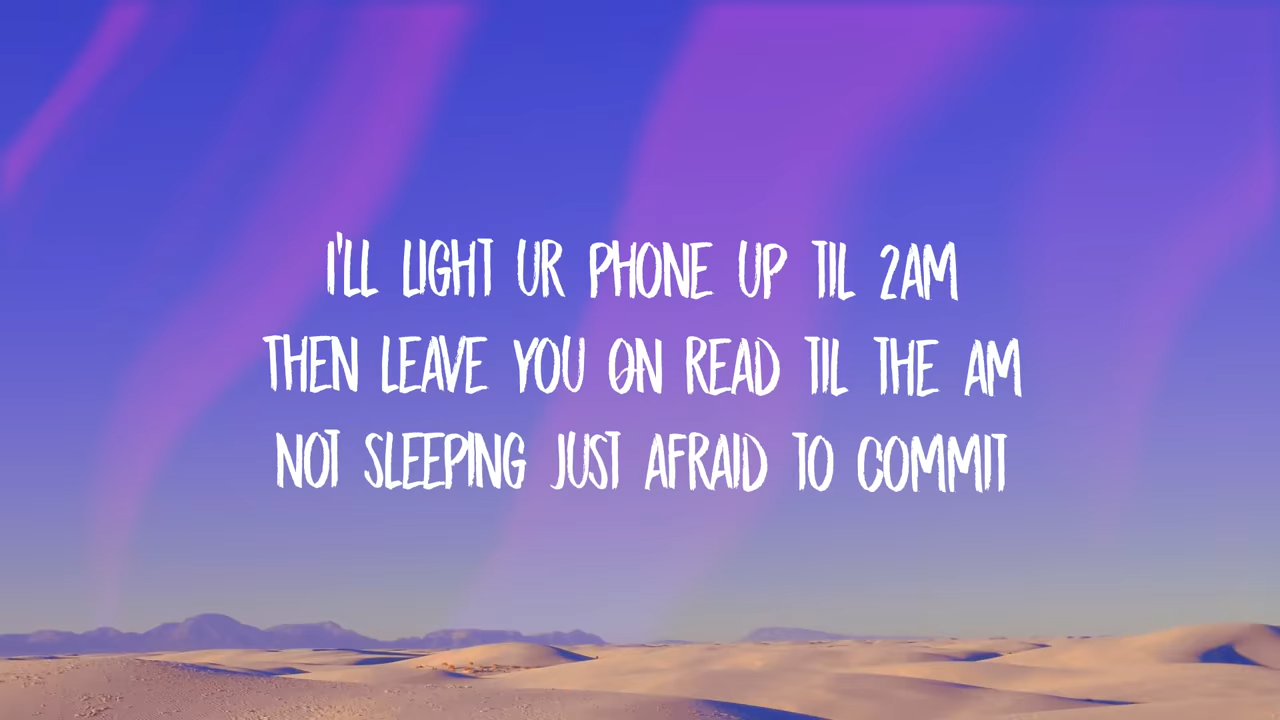 I'LL LIGHT UR PHONE UP TIL 2AM
THEN LEAVE YOU ON READ TIL THE AM
NOT SLEEPING JUST AFRAID TO COMMIT